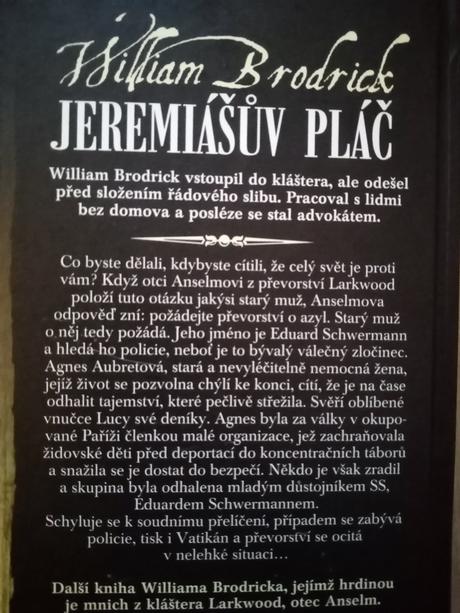 William Brodrick
JEREMIÁŠŮV PLÁČ
William Brodrick vstoupil do kláštera, ale odešel
před složením řádového slibu. Pracoval s lidmi
bez domova a posléze se stal advokátem.
Co byste dělali, kdybyste cítili, že celý svět je proti
vám? Když otci Anselmovi z převorství Larkwood
položí tuto otázku jakýsi starý muž, Anselmova
odpověď zní: požádejte převorství o azyl. Starý muž
o něj tedy požádá. Jeho jméno je Eduard Schwermann
a hledá ho policie, neboť je to bývalý válečný zločinec.
Agnes Aubretová, stará a nevyléčitelně nemocná žena,
jejíž život se pozvolna chýlí ke konci, cítí, že je na čase
odhalit tajemství, které pečlivě střežila. Svěří oblíbené
vnučce Lucy své deníky. Agnes byla za války v okupo-
vané Paříži členkou malé organizace, jež zachraňovala
židovské děti před deportací do koncentračních táborů
a snažila se je dostat do bezpečí. Někdo je však zradil
a skupina byla odhalena mladým důstojníkem SS,
Eduardem Schwermannem.
Schyluje se k soudnímu přelíčení, případem se zabývá
policie, tisk i Vatikán a převorství se ocitá
v nelehké situaci...
Další kniha Williama Brodricka, jejímž hrdinou
je mnich z kláštera Larkwood, otec Anselm.